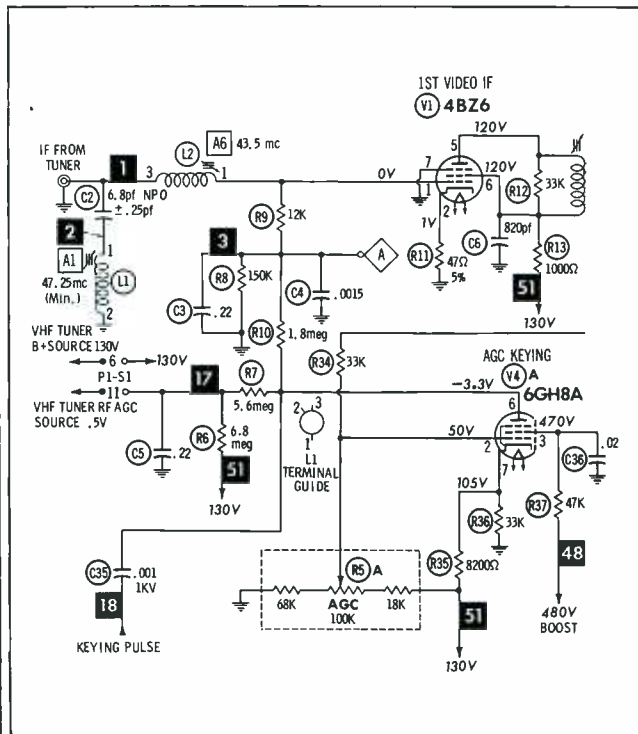 1ST VIDEO IF
V1 4BZ6
IF FROM
TUNER
1
A6 43.5 mc
L2
3
1
C2
6.8pf NPO
±.25pf
2
A1
1
47.25mc
(Min.)
L1
2
0V
7
1
5
120V
120V
6
2
1V
R11
47Ω
5%
C6
820pf
R12
33K
R13
1000Ω
51
130V
R9
12K
3
A
R8
150K
C3
.22
C4
.0015
R10
1.8meg
R34
33K
VHF TUNER
B+SOURCE 130V
6
130V
P1-S1
11
VHF TUNER RF AGC
SOURCE .5V
17
R7
5.6meg
C5
.22
R6
6.8
meg
51
130V
2
3
1
L1
TERMINAL
GUIDE
AGC KEYING
V4 A
6GH8A
-3.3V
6
50V
2
470V
3
7
105V
C36
.02
R36
33K
R37
47K
R35
8200Ω
48
480V
BOOST
C35
.001
1KV
18
KEYING PULSE
R5 A
68K
AGC
100K
18K
51
130V